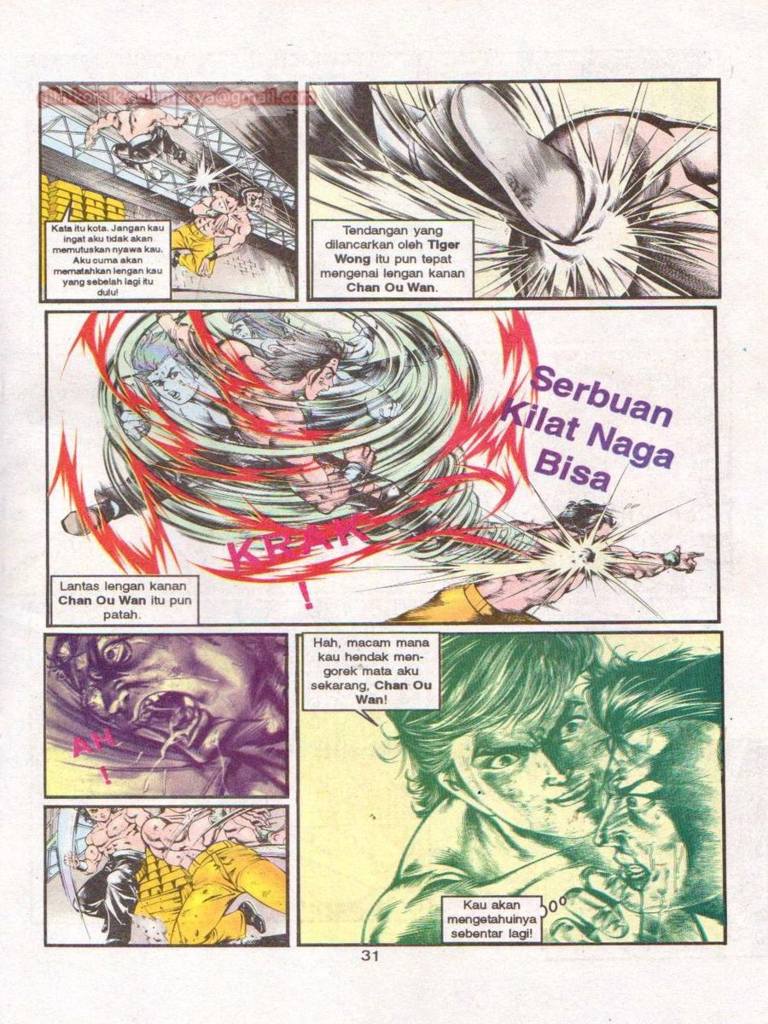 Kata itu kota. Jangan kau
ingat aku tidak akan
memutuskan nyawa kau.
Aku cuma akan
mematahkan lengan kau
yang sebelah lagi itu
dulu!
Tendangan yang
dilancarkan oleh Tiger
Wong itu pun tepat
mengenai lengan kanan
Chan Ou Wan.
Serbuan
Kilat Naga
Bisa
KRAK
!
Lantas lengan kanan
Chan Ou Wan itu pun
patah.
AH
!
Hah, macam mana
kau hendak men-
gorek mata aku
sekarang, Chan Ou
Wan!
Kau akan
mengetahuinya
sebentar lagi!
31